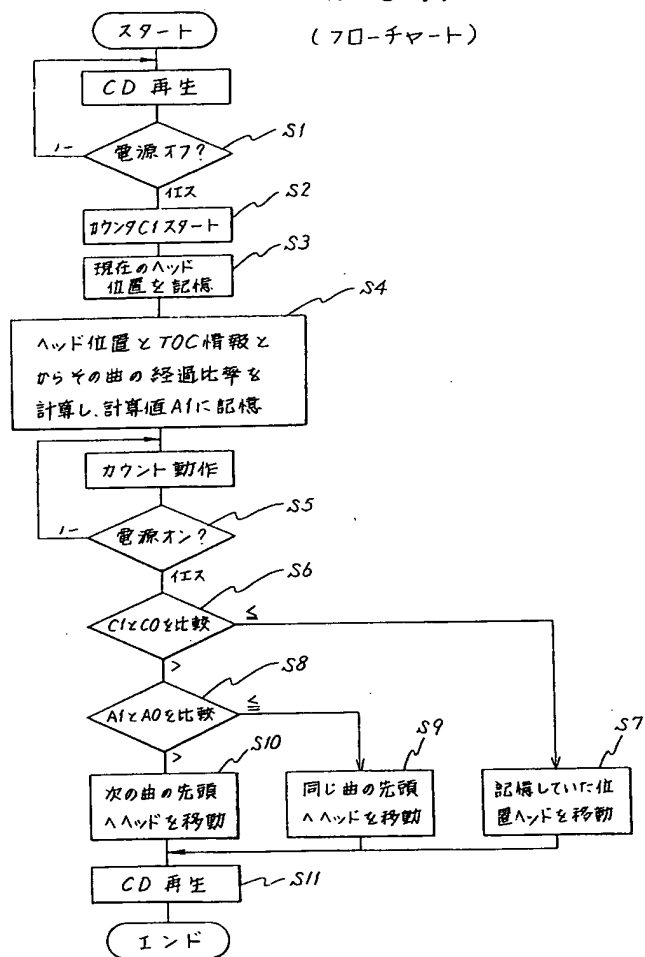 (フローチャート)
スタート
CD 再生
電源オフ?
S1
ノー
イエス
カウンタC1スタート
S2
現在のヘッド
位置を記憶
S3
ヘッド位置とTOC情報と
からその曲の経過比率を
計算し、計算値A1に記憶
S4
カウント動作
電源オン?
S5
ノー
イエス
C1とC0を比較
S6
≦
>
A1とA0を比較
S8
≦
>
次の曲の先頭
へヘッドを移動
S10
同じ曲の先頭
へヘッドを移動
S9
記憶していた位
置ヘッドを移動
S7
CD 再生
S11
エンド